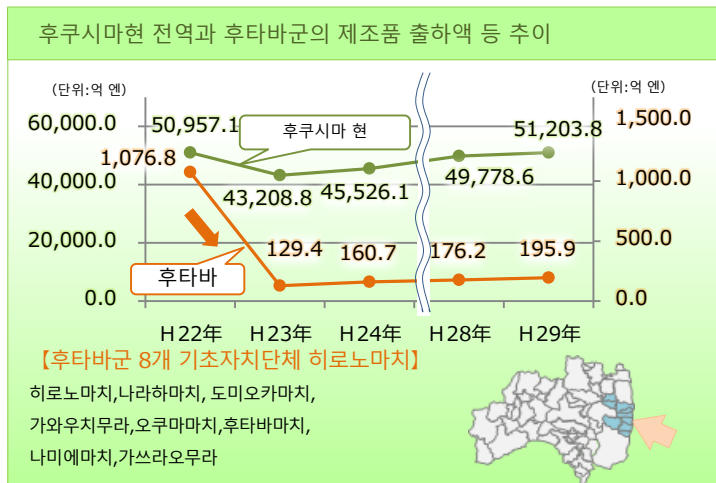 후쿠시마현 전역과 후타바군의 제조품 출하액 등 추이
(단위:억 엔)
(단위:억 엔)
60,000.0
40,000.0
20,000.0
0.0
1,500.0
1,000.0
500.0
0.0
50,957.1
후쿠시마 현
51,203.8
1,076.8
43,208.8
45,526.1
49,778.6
129.4
160.7
176.2
195.9
후타바
H22年
H23年
H24年
H28年
H29年
【후타바군 8개 기초자치단체 히로노마치】
히로노마치,나라하마치, 도미오카마치,
가와우치무라,오쿠마마치,후타바마치,
나미에마치,가쓰라오무라